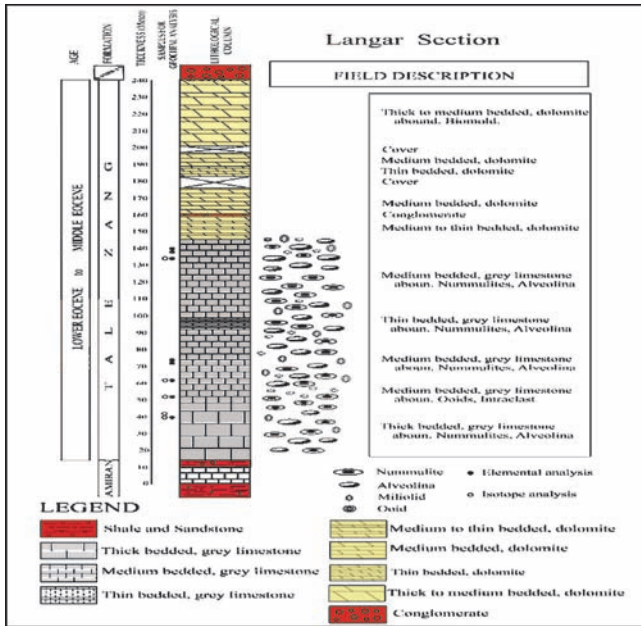 Langar Section
AGE
FORMATION
THICKNESS (Meter)
SAMPLES FOR
GEOCHEM ANALYSIS
LITHOLOGICAL
COLUMN
FIELD DESCRIPTION
LOWER EOCENE to MIDDLE EOCENE
TALE ZANG
AMIRAN
240
230
220
210
200
190
180
170
160
150
140
130
120
110
100
90
80
70
60
50
40
30
20
10
0
Thick to medium bedded, dolomite
abound. Biomold.
Cover
Medium bedded, dolomite
Thin bedded, dolomite
Cover
Medium bedded, dolomite
Conglomerate
Medium to thin bedded, dolomite
Medium bedded, grey limestone
aboun. Nummulites, Alveolina
Thin bedded, grey limestone
aboun. Nummulites, Alveolina
Medium bedded, grey limestone
aboun. Nummulites, Alveolina
Medium bedded, grey limestone
aboun. Ooids, Intraclast
Thick bedded, grey limestone
aboun. Nummulites, Alveolina
Nummulite
Alveolina
Miliolid
Ooid
Elemental analysis
Isotope analysis
LEGEND
Shale and Sandstone
Thick bedded, grey limestone
Medium bedded, grey limestone
Thin bedded, grey limestone
Medium to thin bedded, dolomite
Medium bedded, dolomite
Thin bedded, dolomite
Thick to medium bedded, dolomite
Conglomerate